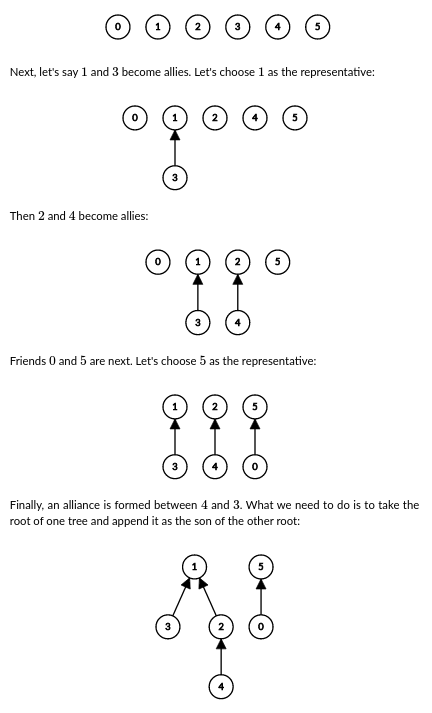 0 1 2 3 4 5
Next, let's say 1 and 3 become allies. Let's choose 1 as the representative:
0 1 2 4 5
3
Then 2 and 4 become allies:
0 1 2 5
3 4
Friends 0 and 5 are next. Let's choose 5 as the representative:
1 2 5
3 4 0
Finally, an alliance is formed between 4 and 3. What we need to do is to take the
root of one tree and append it as the son of the other root:
1 5
3 2 0
4